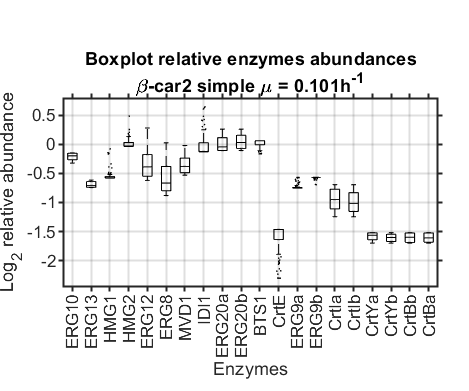 Boxplot relative enzymes abundances
β-car2 simple μ = 0.101h⁻¹
Log₂ relative abundance
0.5
0
-0.5
-1
-1.5
-2
ERG10
ERG13
HMG1
HMG2
ERG12
ERG8
MVD1
IDI1
ERG20a
ERG20b
BTS1
CrtE
ERG9a
ERG9b
CrtIa
CrtIb
CrtYa
CrtYb
CrtBb
CrtBa
Enzymes